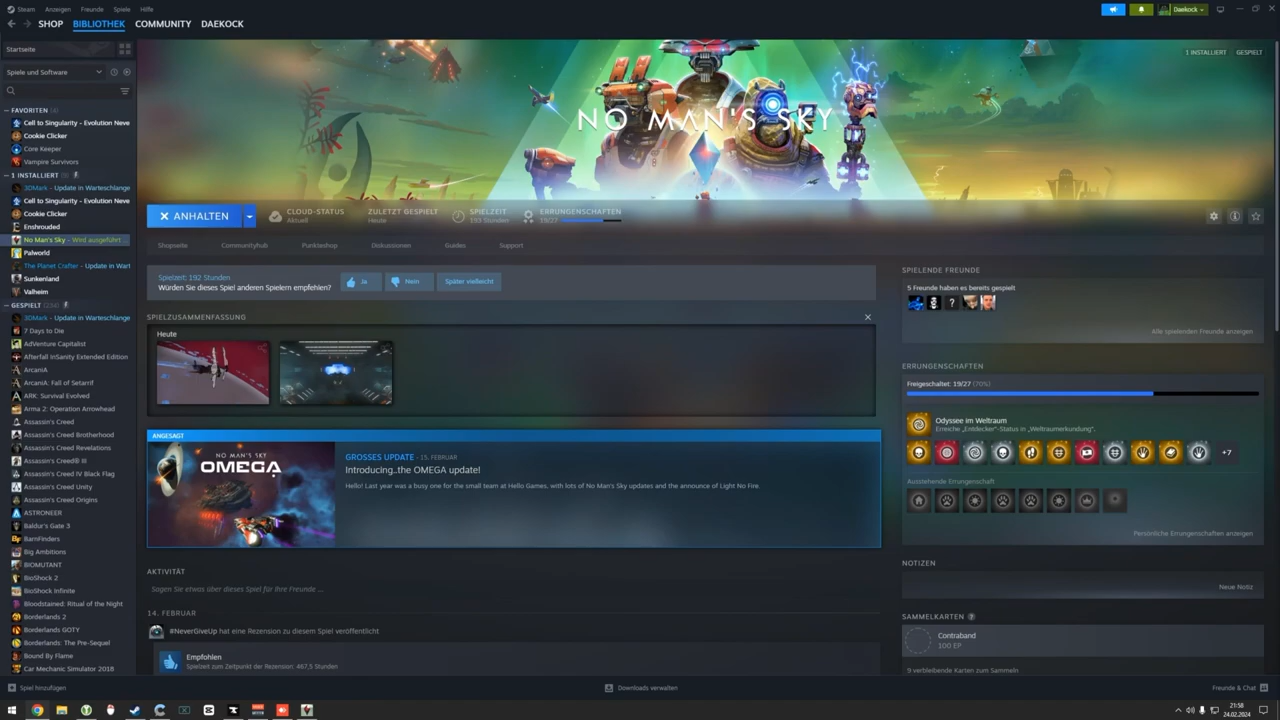 Steam Anzeigen Freunde Spiele Hilfe
Daekock
SHOP BIBLIOTHEK COMMUNITY DAEKOCK
Startseite
Spiele und Software
FAVORITEN (4)
Cell to Singularity - Evolution Neve
Cookie Clicker
Core Keeper
Vampire Survivors
1 INSTALLIERT
3DMark - Update in Warteschlange
Cell to Singularity - Evolution Neve
Cookie Clicker
Enshrouded
No Man's Sky - Wird ausgeführt ...
Palworld
The Planet Crafter - Update in Wart
Sunkenland
Valheim
GESPIELT
3DMark - Update in Warteschlange
7 Days to Die
AdVenture Capitalist
Afterfall InSanity Extended Edition
ArcaniA
ArcaniA: Fall of Setarrif
ARK: Survival Evolved
Arma 2: Operation Arrowhead
Assassin's Creed
Assassin's Creed Brotherhood
Assassin's Creed Revelations
Assassin's Creed® III
Assassin's Creed IV Black Flag
Assassin's Creed Unity
Assassin's Creed Origins
ASTRONEER
Baldur's Gate 3
BarnFinders
Big Ambitions
BIOMUTANT
BioShock 2
BioShock Infinite
Bloodstained: Ritual of the Night
Borderlands 2
Borderlands GOTY
Borderlands: The Pre-Sequel
Bound By Flame
Car Mechanic Simulator 2018
Spiel hinzufügen
1 INSTALLIERT GESPIELT
NO MAN'S SKY
ANHALTEN
CLOUD-STATUS
Aktuell
ZULETZT GESPIELT
Heute
SPIELZEIT
193 Stunden
ERRUNGENSCHAFTEN
19/27
Shopseite Communityhub Punkteshop Diskussionen Guides Support
Spielzeit: 192 Stunden
Würden Sie dieses Spiel anderen Spielern empfehlen?
Ja
Nein
Später vielleicht
SPIELZUSAMMENFASSUNG
Heute
ANGESAGT
NO MAN'S SKY
OMEGA
GROSSES UPDATE - 15. FEBRUAR
Introducing..the OMEGA update!
Hello! Last year was a busy one for the small team at Hello Games, with lots of No Man's Sky updates and the announce of Light No Fire.
AKTIVITÄT
Sagen Sie etwas über dieses Spiel für Ihre Freunde ...
14. FEBRUAR
#NeverGiveUp hat eine Rezension zu diesem Spiel veröffentlicht
Empfohlen
Spielzeit zum Zeitpunkt der Rezension: 467,5 Stunden
SPIELENDE FREUNDE
5 Freunde haben es bereits gespielt
?
Alle spielenden Freunde anzeigen
ERRUNGENSCHAFTEN
Freigeschaltet: 19/27 (70%)
Odyssee im Weltraum
Erreiche „Entdecker“-Status in „Weltraumerkundung“.
+7
Ausstehende Errungenschaft
Persönliche Errungenschaften anzeigen
NOTIZEN
Neue Notiz
SAMMELKARTEN ?
Contraband
100 EP
9 verbleibende Karten zum Sammeln
Downloads verwalten
Freunde & Chat
21:58
24.02.2024